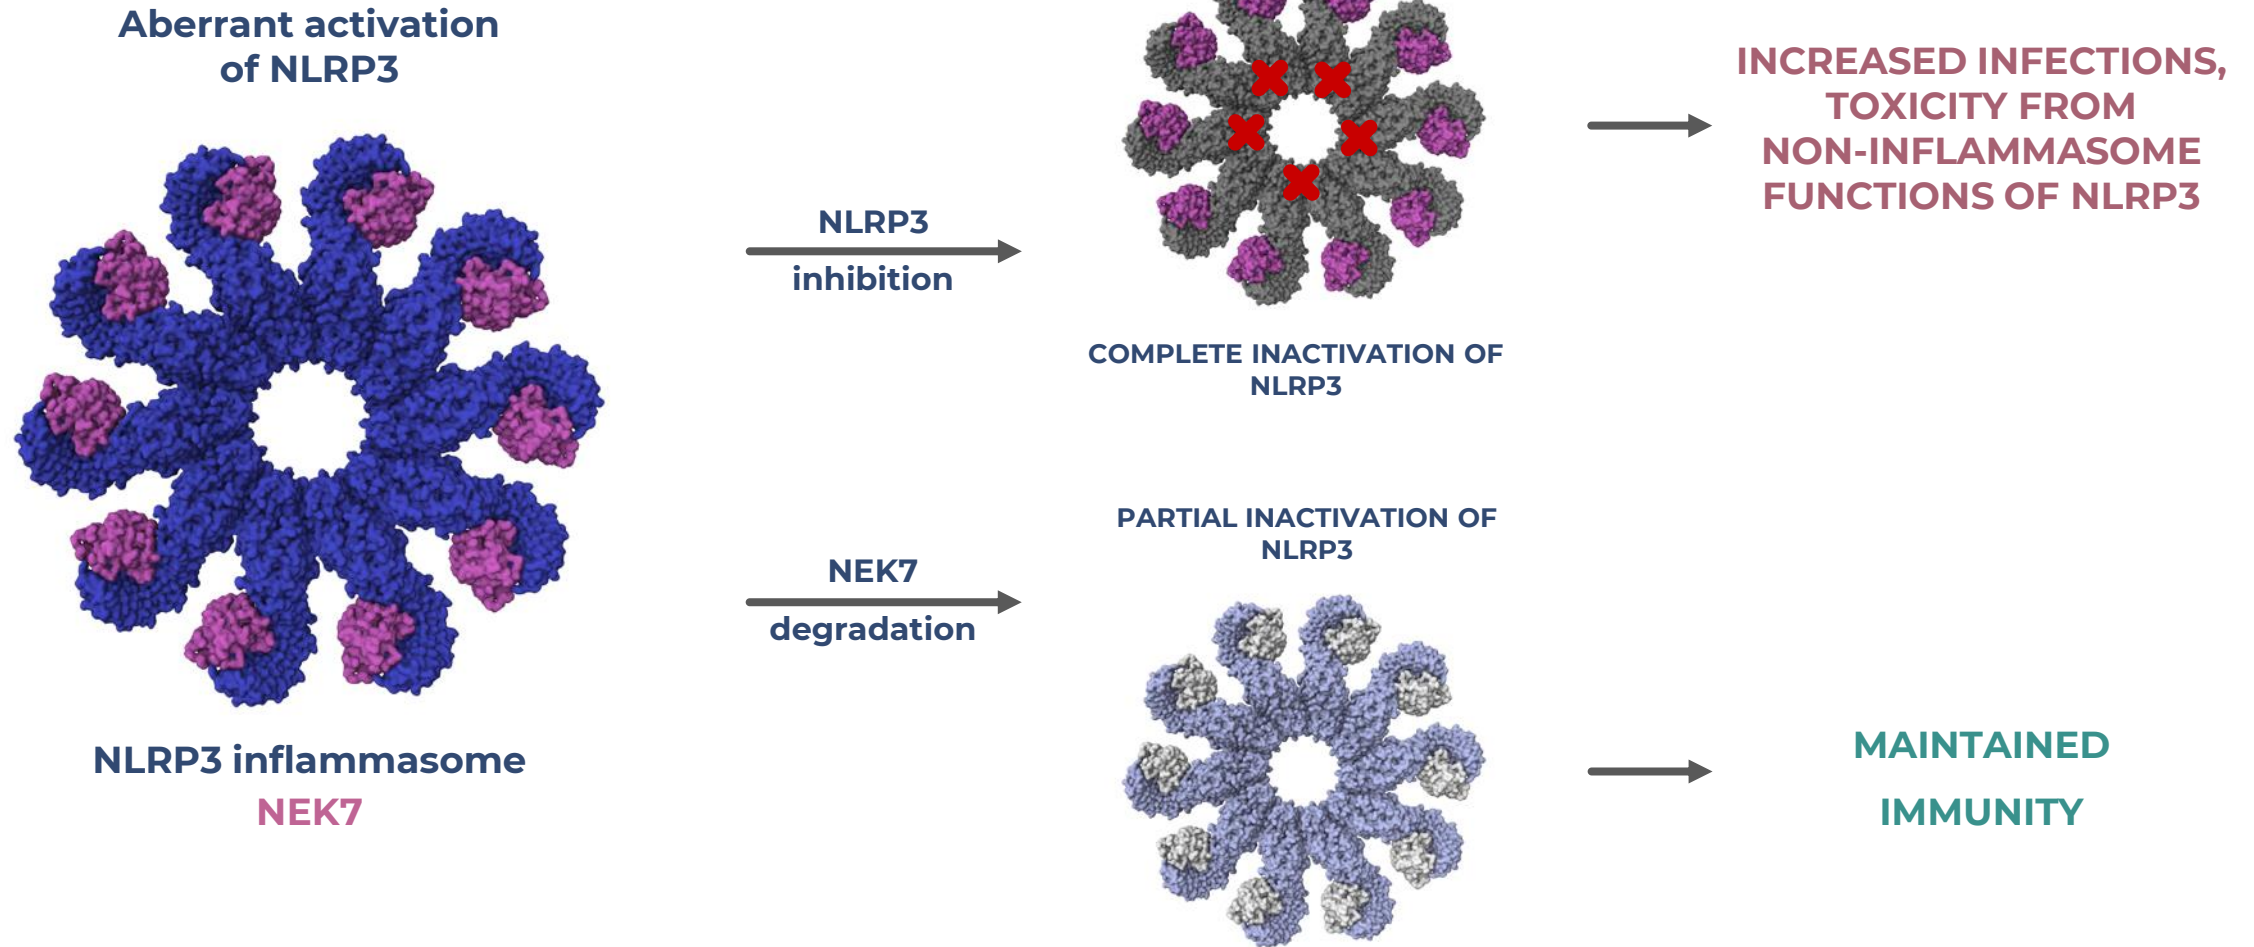 Aberrant activation
of NLRP3
NLRP3 inflammasome
NEK7
NLRP3
inhibition
COMPLETE INACTIVATION OF
NLRP3
INCREASED INFECTIONS,
TOXICITY FROM
NON-INFLAMMASOME
FUNCTIONS OF NLRP3
NEK7
degradation
PARTIAL INACTIVATION OF
NLRP3
MAINTAINED
IMMUNITY